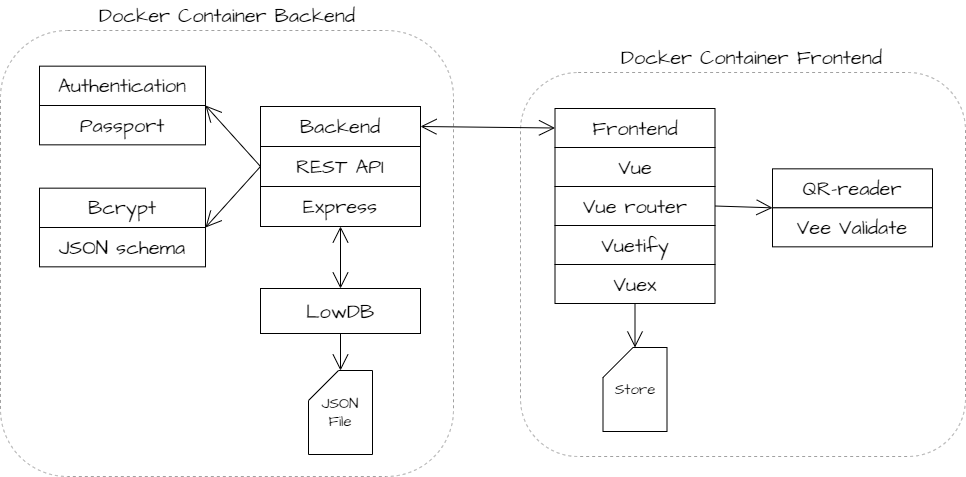 Docker Container Backend
Authentication
Passport
Bcrypt
JSON schema
Backend
REST API
Express
LowDB
JSON
File
Docker Container Frontend
Frontend
Vue
Vue router
Vuetify
Vuex
Store
QR-reader
Vee Validate